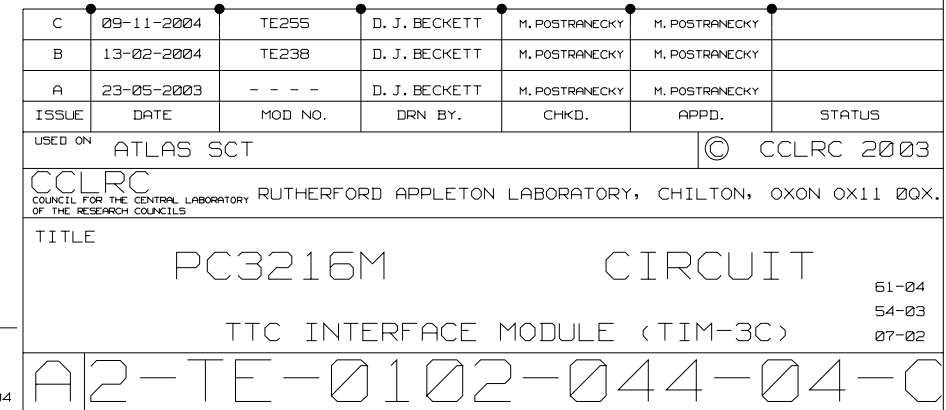 C 09-11-2004 TE255 D.J.BECKETT M.POSTRANECKY M.POSTRANECKY
B 13-02-2004 TE238 D.J.BECKETT M.POSTRANECKY M.POSTRANECKY
A 23-05-2003 - - - - D.J.BECKETT M.POSTRANECKY M.POSTRANECKY
ISSUE DATE MOD NO. DRN BY. CHKD. APPD. STATUS
USED ON ATLAS SCT © CCLRC 2003
CCLRC
COUNCIL FOR THE CENTRAL LABORATORY
OF THE RESEARCH COUNCILS
RUTHERFORD APPLETON LABORATORY, CHILTON, OXON OX11 0QX.
TITLE
PC3216M CIRCUIT
61-04
54-03
TTC INTERFACE MODULE (TIM-3C) 07-02
A2-TE-0102-044-04-C